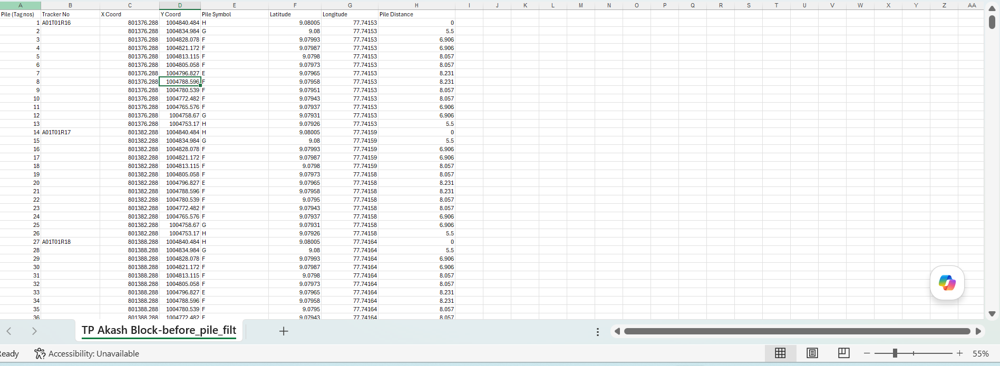 A B C D E F G H I J K L M N O P Q R S T U V W X Y Z AA
Pile (Tag nos) Tracker No X Coord Y Coord Pile Symbol Latitude Longitude Pile Distance
1 A01T01R16 801376.288 1004840.484 H 9.08005 77.74153 0
2 801376.288 1004834.984 G 9.08 77.74153 5.5
3 801376.288 1004828.078 F 9.07993 77.74153 6.906
4 801376.288 1004821.172 F 9.07987 77.74153 6.906
5 801376.288 1004813.115 F 9.0798 77.74153 8.057
6 801376.288 1004805.058 F 9.07973 77.74153 8.057
7 801376.288 1004796.827 E 9.07965 77.74153 8.231
8 801376.288 1004788.596 F 9.07958 77.74153 8.231
9 801376.288 1004780.539 F 9.07951 77.74153 8.057
10 801376.288 1004772.482 F 9.07943 77.74153 8.057
11 801376.288 1004765.576 F 9.07937 77.74153 6.906
12 801376.288 1004758.67 G 9.07931 77.74153 6.906
13 801376.288 1004753.17 H 9.07926 77.74153 5.5
14 A01T01R17 801382.288 1004840.484 H 9.08005 77.74159 0
15 801382.288 1004834.984 G 9.08 77.74159 5.5
16 801382.288 1004828.078 F 9.07993 77.74159 6.906
17 801382.288 1004821.172 F 9.07987 77.74159 6.906
18 801382.288 1004813.115 F 9.0798 77.74159 8.057
19 801382.288 1004805.058 F 9.07973 77.74158 8.057
20 801382.288 1004796.827 E 9.07965 77.74158 8.231
21 801382.288 1004788.596 F 9.07958 77.74158 8.231
22 801382.288 1004780.539 F 9.0795 77.74158 8.057
23 801382.288 1004772.482 F 9.07943 77.74158 8.057
24 801382.288 1004765.576 F 9.07937 77.74158 6.906
25 801382.288 1004758.67 G 9.07931 77.74158 6.906
26 801382.288 1004753.17 H 9.07926 77.74158 5.5
27 A01T01R18 801388.288 1004840.484 H 9.08005 77.74164 0
28 801388.288 1004834.984 G 9.08 77.74164 5.5
29 801388.288 1004828.078 F 9.07993 77.74164 6.906
30 801388.288 1004821.172 F 9.07987 77.74164 6.906
31 801388.288 1004813.115 F 9.0798 77.74164 8.057
32 801388.288 1004805.058 F 9.07973 77.74164 8.057
33 801388.288 1004796.827 E 9.07965 77.74164 8.231
34 801388.288 1004788.596 F 9.07958 77.74164 8.231
35 801388.288 1004780.539 F 9.0795 77.74164 8.057
36 801388.288 1004772.482 F 9.07943 77.74164 8.057
TP Akash Block-before_pile_filt
eady Accessibility: Unavailable 55%